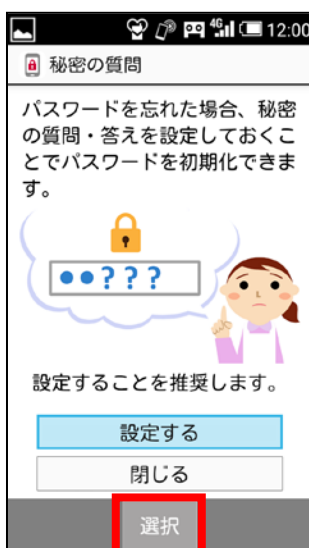 4G 12:00
秘密の質問
パスワードを忘れた場合、秘密
の質問・答えを設定しておくこ
とでパスワードを初期化できま
す。
●●???
設定することを推奨します。
設定する
閉じる
選択